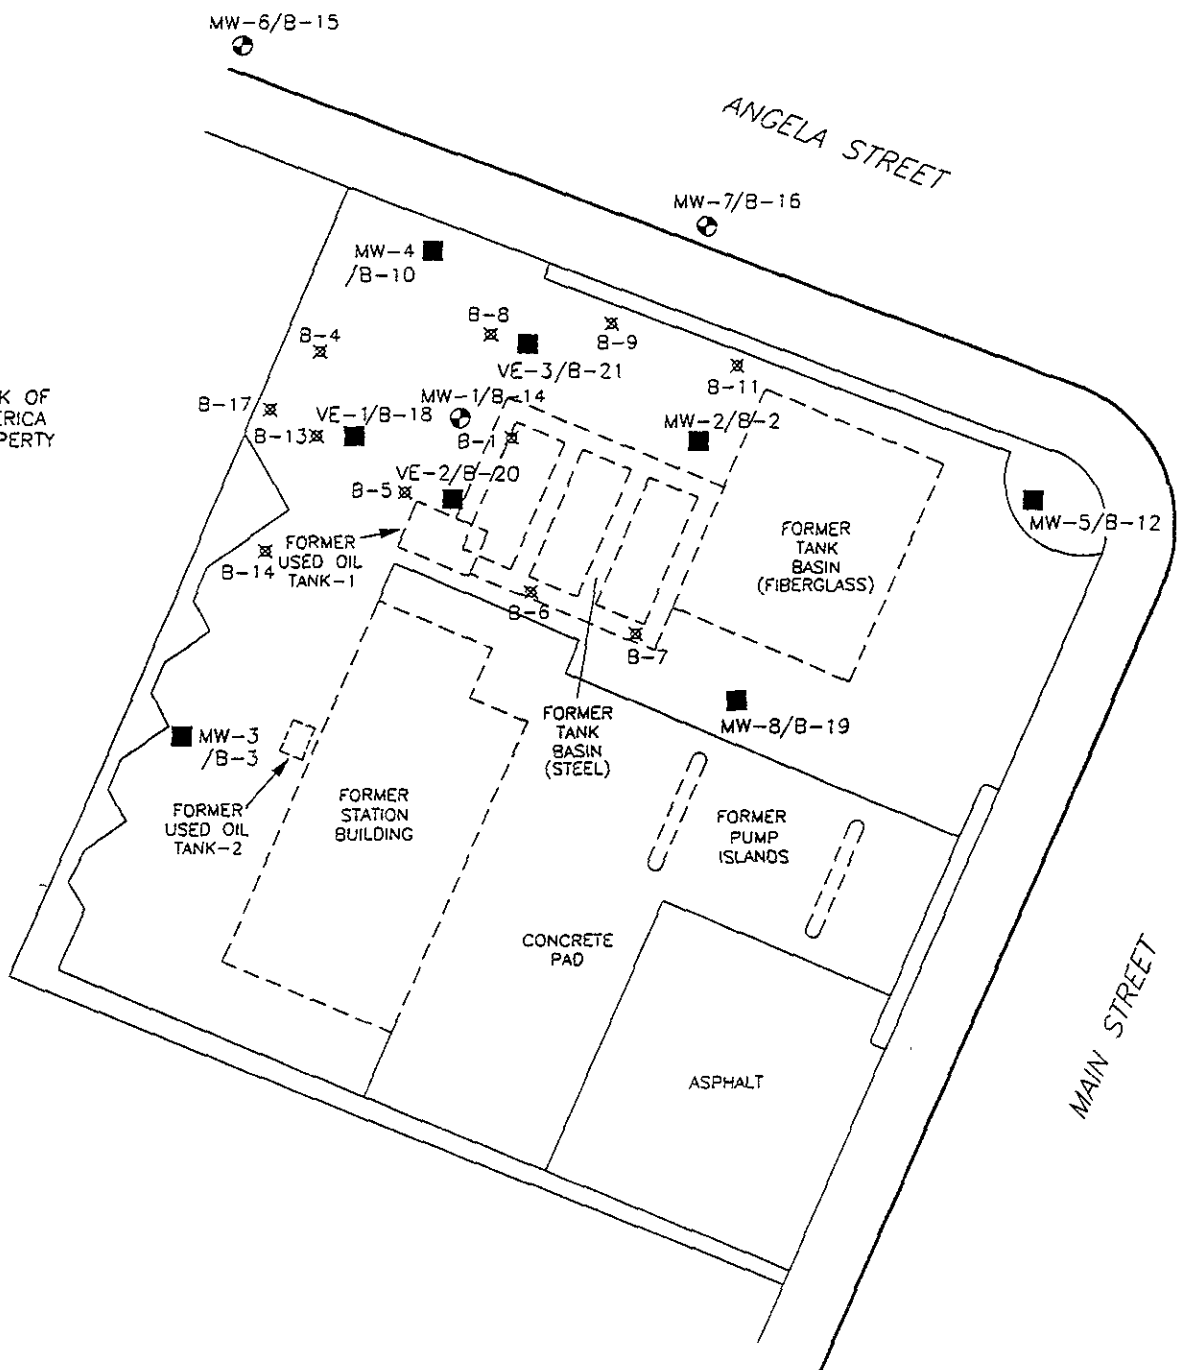 MW-6/B-15
ANGELA STREET
MW-7/B-16
MW-4
/B-10
B-8
B-9
B-4
VE-3/B-21
B-11
K OF
ERICA
PERTY
B-17
MW-1/B-14
VE-1/B-18
B-13
B-1
MW-2/B-2
VE-2/B-20
B-5
MW-5/B-12
FORMER
TANK
BASIN
(FIBERGLASS)
FORMER
USED OIL
TANK-1
B-14
B-6
B-7
MW-8/B-19
FORMER
TANK
BASIN
(STEEL)
MW-3
/B-3
FORMER
USED OIL
TANK-2
FORMER
STATION
BUILDING
FORMER
PUMP
ISLANDS
CONCRETE
PAD
MAIN STREET
ASPHALT